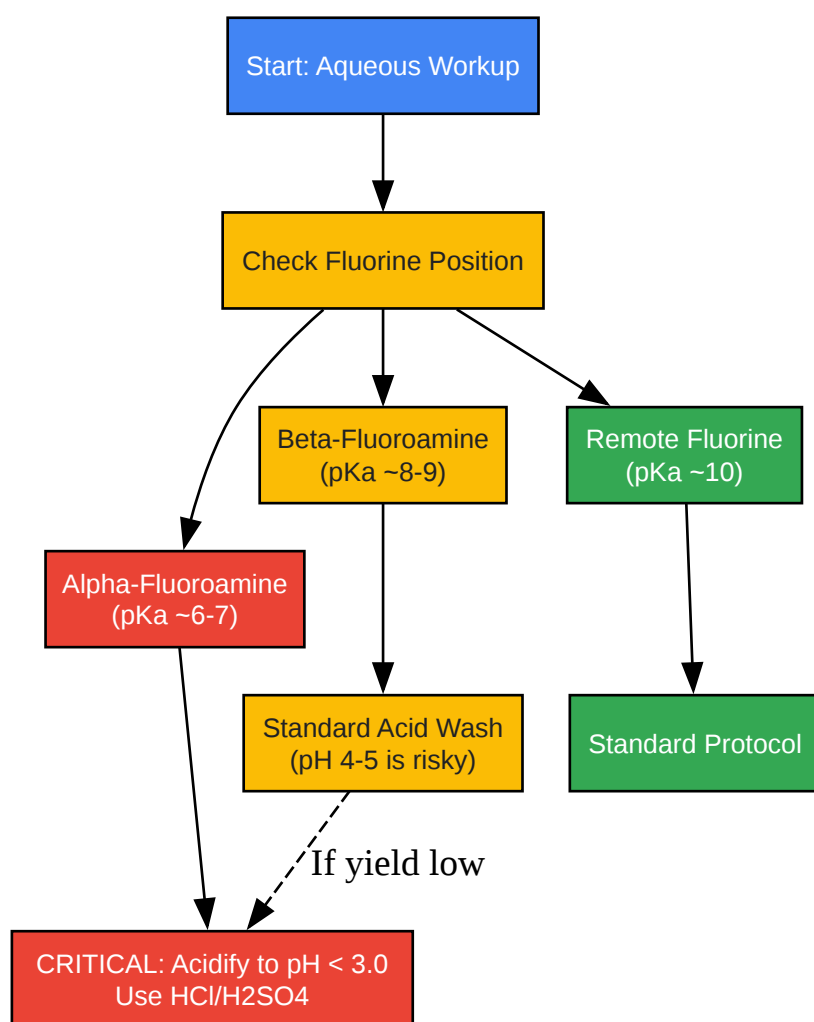 Start: Aqueous Workup
Check Fluorine Position
Beta-Fluoroamine
(pKa ~8-9)
Remote Fluorine
(pKa ~10)
Alpha-Fluoroamine
(pKa ~6-7)
Standard Acid Wash
(pH 4-5 is risky)
Standard Protocol
If yield low
CRITICAL: Acidify to pH < 3.0
Use HCl/H2SO4